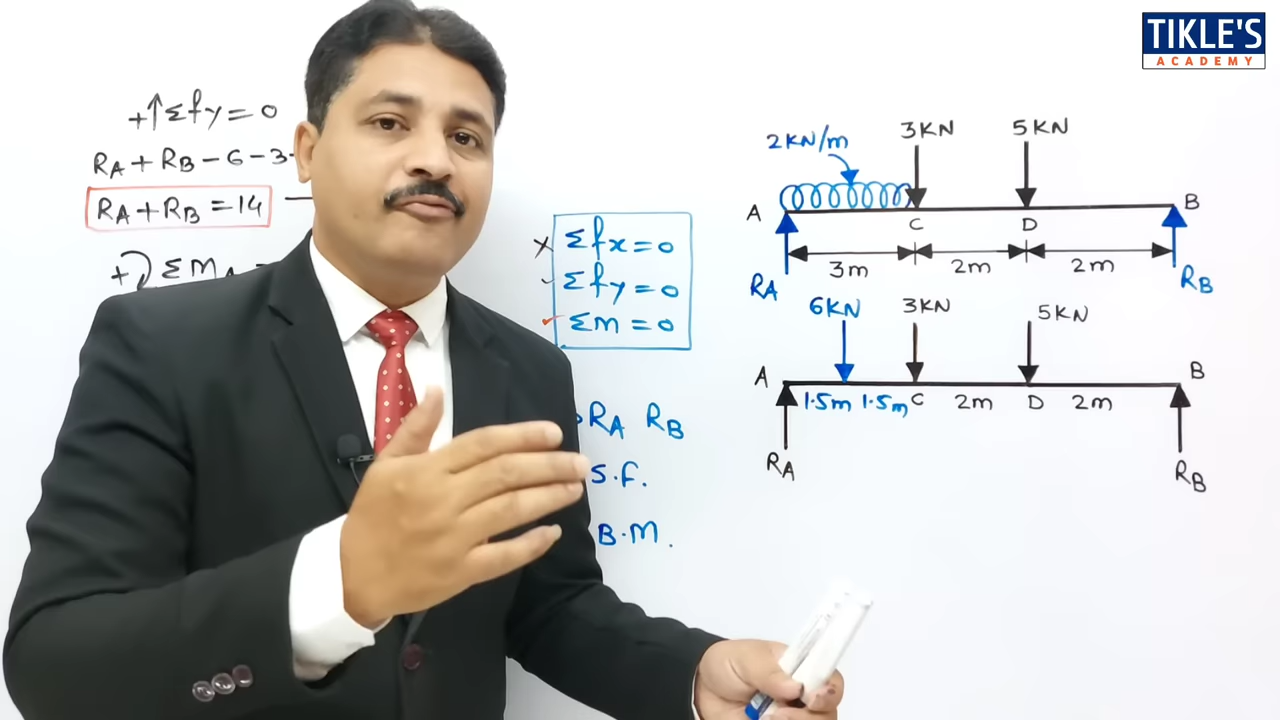 TIKLE'S
ACADEMY
+↑Σfy=0
RA+RB-6-3-
RA+RB=14
+ΣMA=
Σfx=0
Σfy=0
Σm=0
RA RB
S.F.
B.M.
2KN/m
3KN
5KN
A
C
D
B
3m
2m
2m
RA
RB
6KN
3KN
5KN
A
B
1.5m
1.5m
C
2m
D
2m
RA
RB